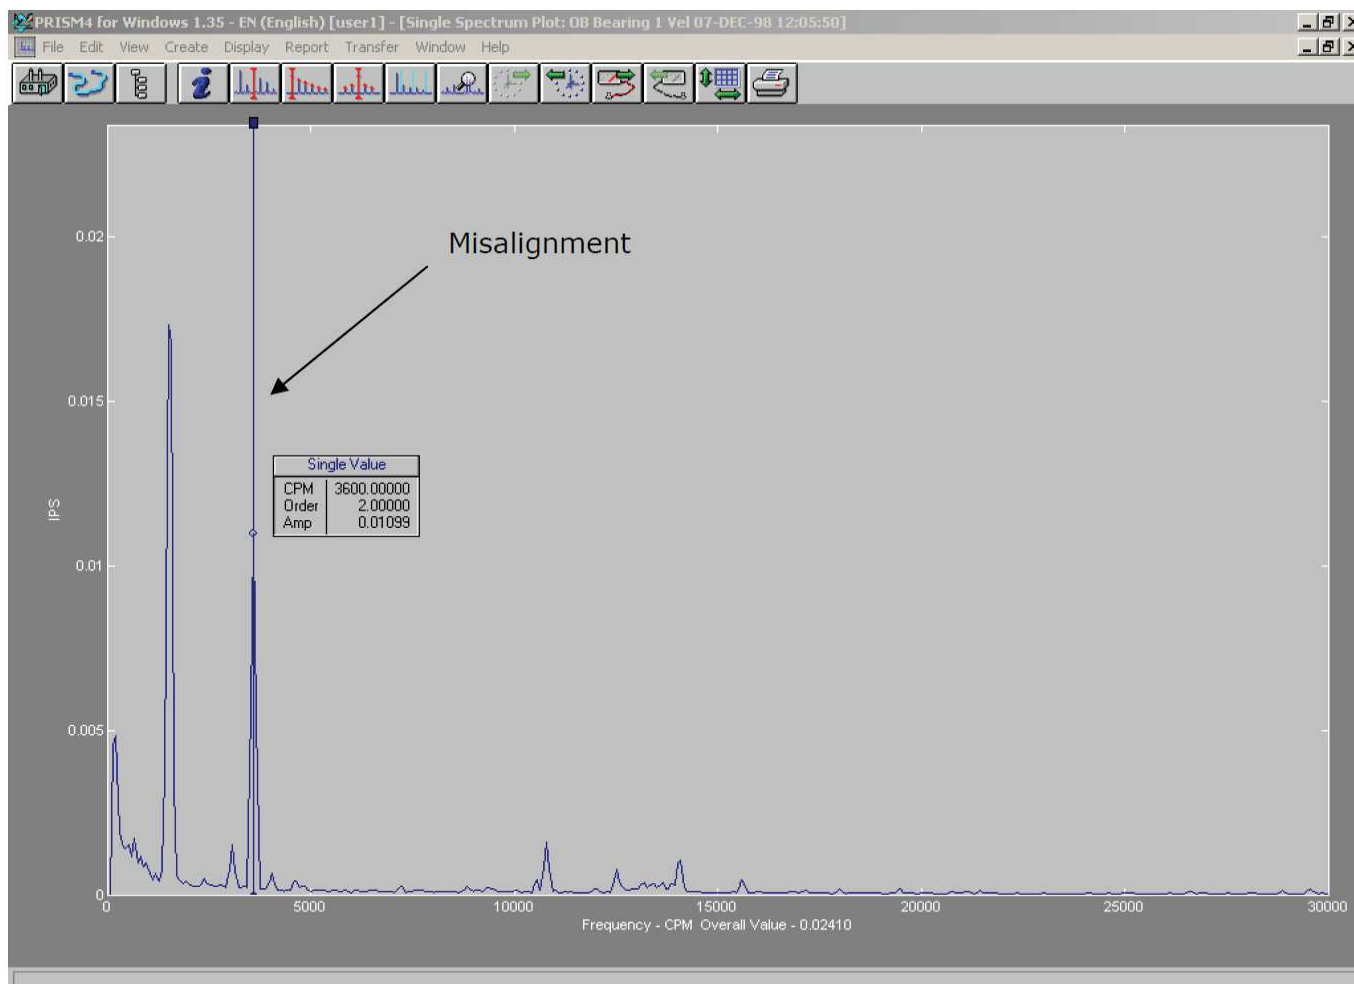 PRISM4 for Windows 1.35 - EN (English) [user1] - [Single Spectrum Plot: OB Bearing 1 Vel 07-DEC-98 12:05:50]
File Edit View Create Display Report Transfer Window Help
0.02
Misalignment
0.015
Single Value
CPM 3600.00000
Order 2.00000
Amp 0.01099
IPS
0.01
0.005
0
0 5000 10000 15000 20000 25000 30000
Frequency - CPM Overall Value - 0.02410